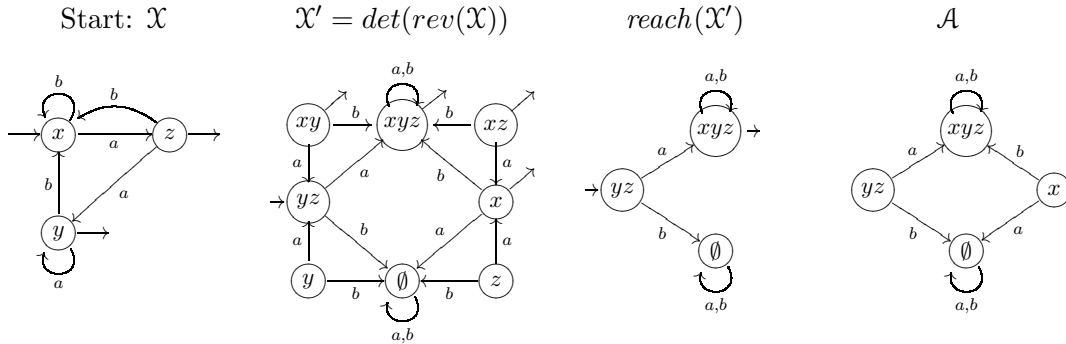 Start: 𝒳 𝒳′ = det(rev(𝒳)) reach(𝒳′) 𝒜
b a,b a,b a,b
b
x a z xy b xyz b xz xyz xyz
b a a a a a b
a b
yz x yz yz x
y a b a a b b a
a y b ∅ b z ∅ ∅
a,b a,b a,b